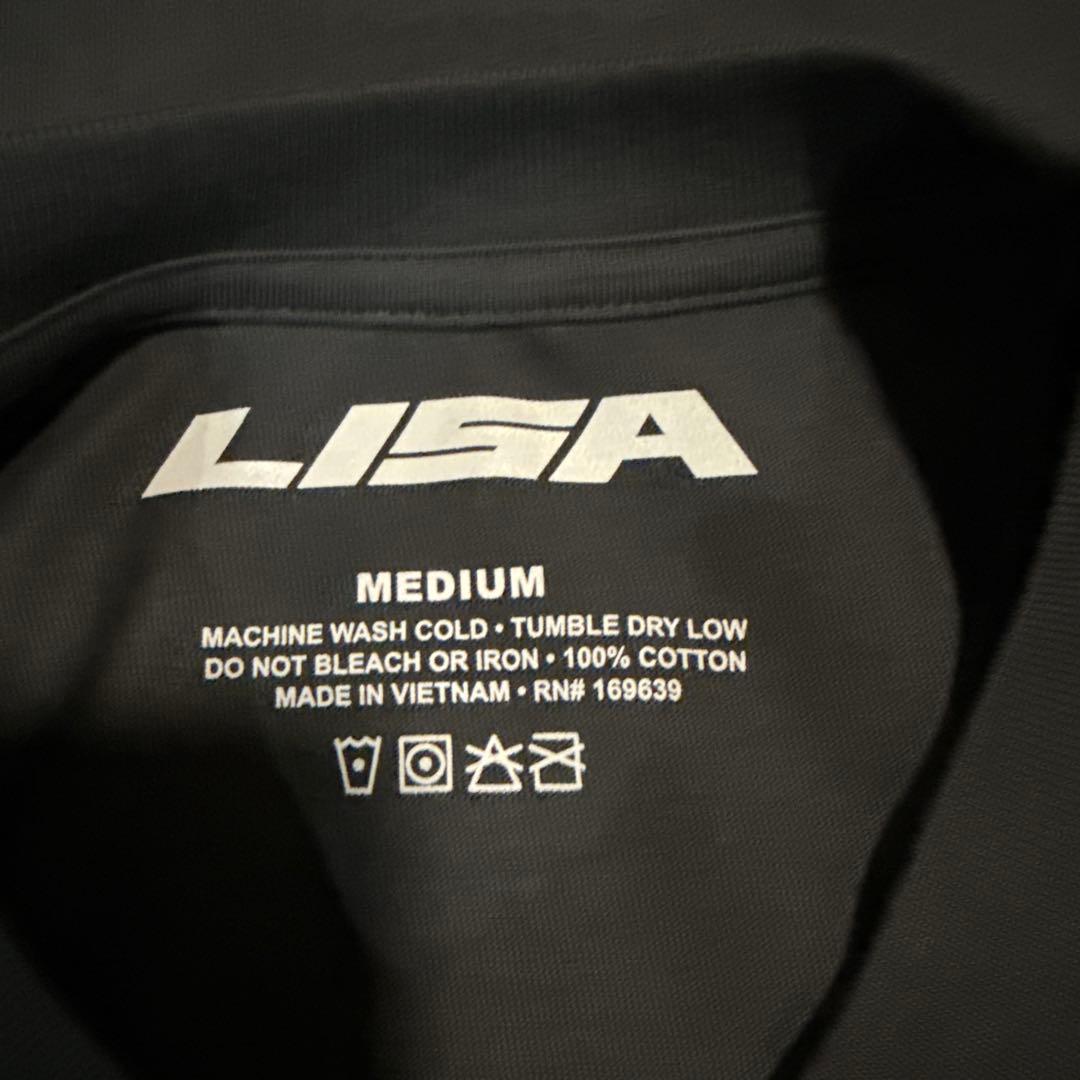 LISA
MEDIUM
MACHINE WASH COLD • TUMBLE DRY LOW
DO NOT BLEACH OR IRON • 100% COTTON
MADE IN VIETNAM • RN# 169639